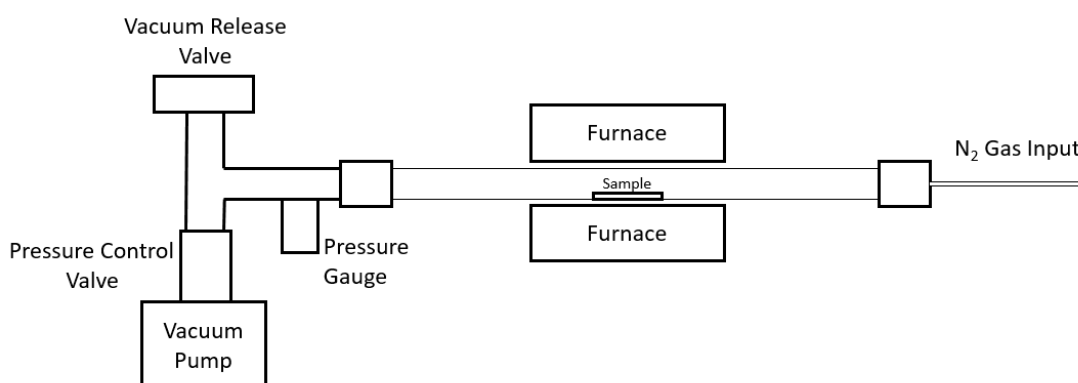 Vacuum Release
Valve
Furnace
N₂ Gas Input
Sample
Furnace
Pressure Control
Valve
Pressure
Gauge
Vacuum
Pump